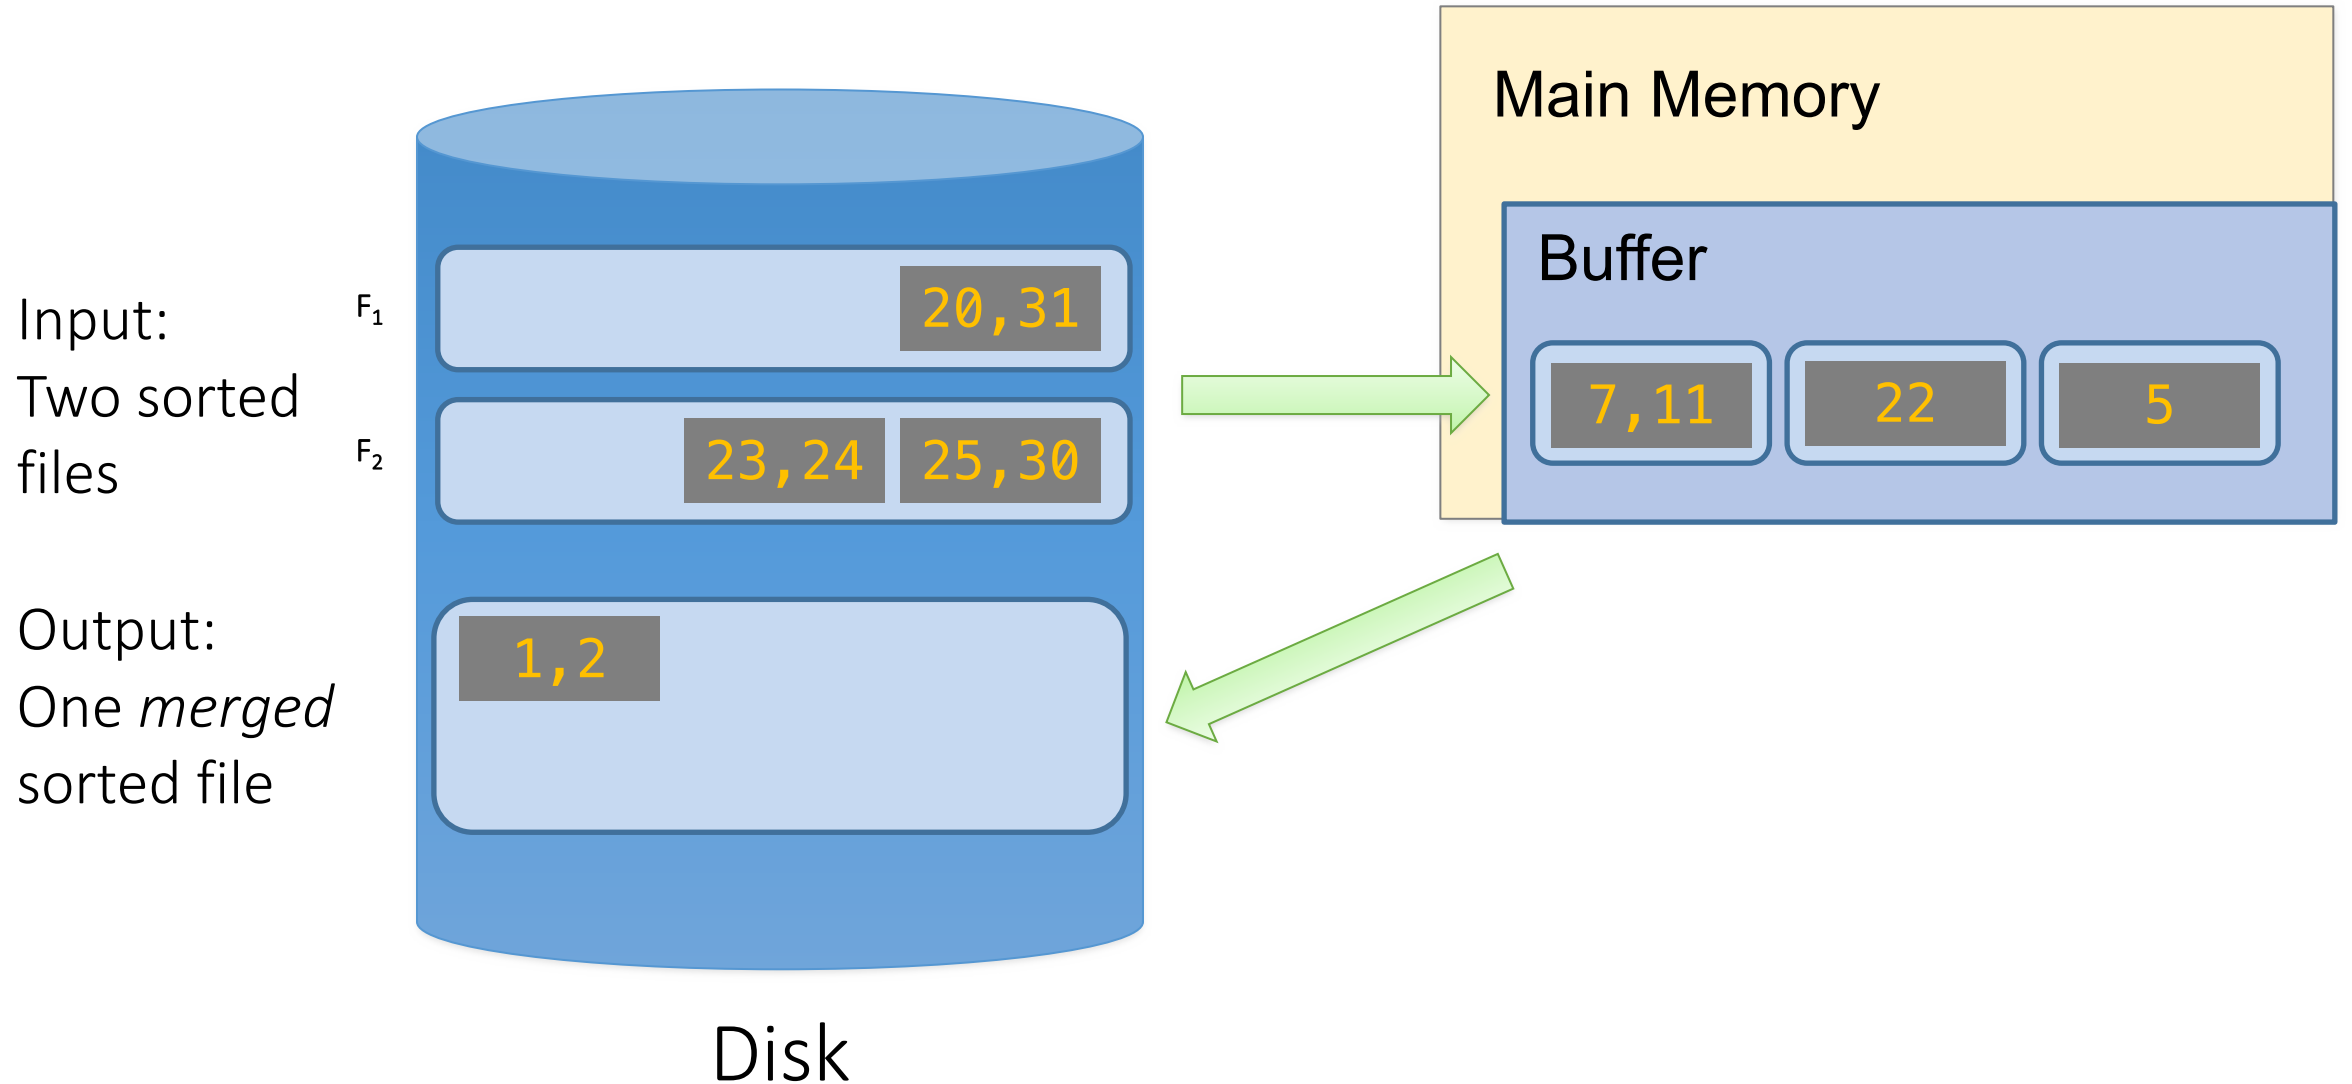 Main Memory
Buffer
7,11
22
5
Input:
Two sorted
files
F₁
20,31
F₂
23,24
25,30
Output:
One merged
sorted file
1,2
Disk